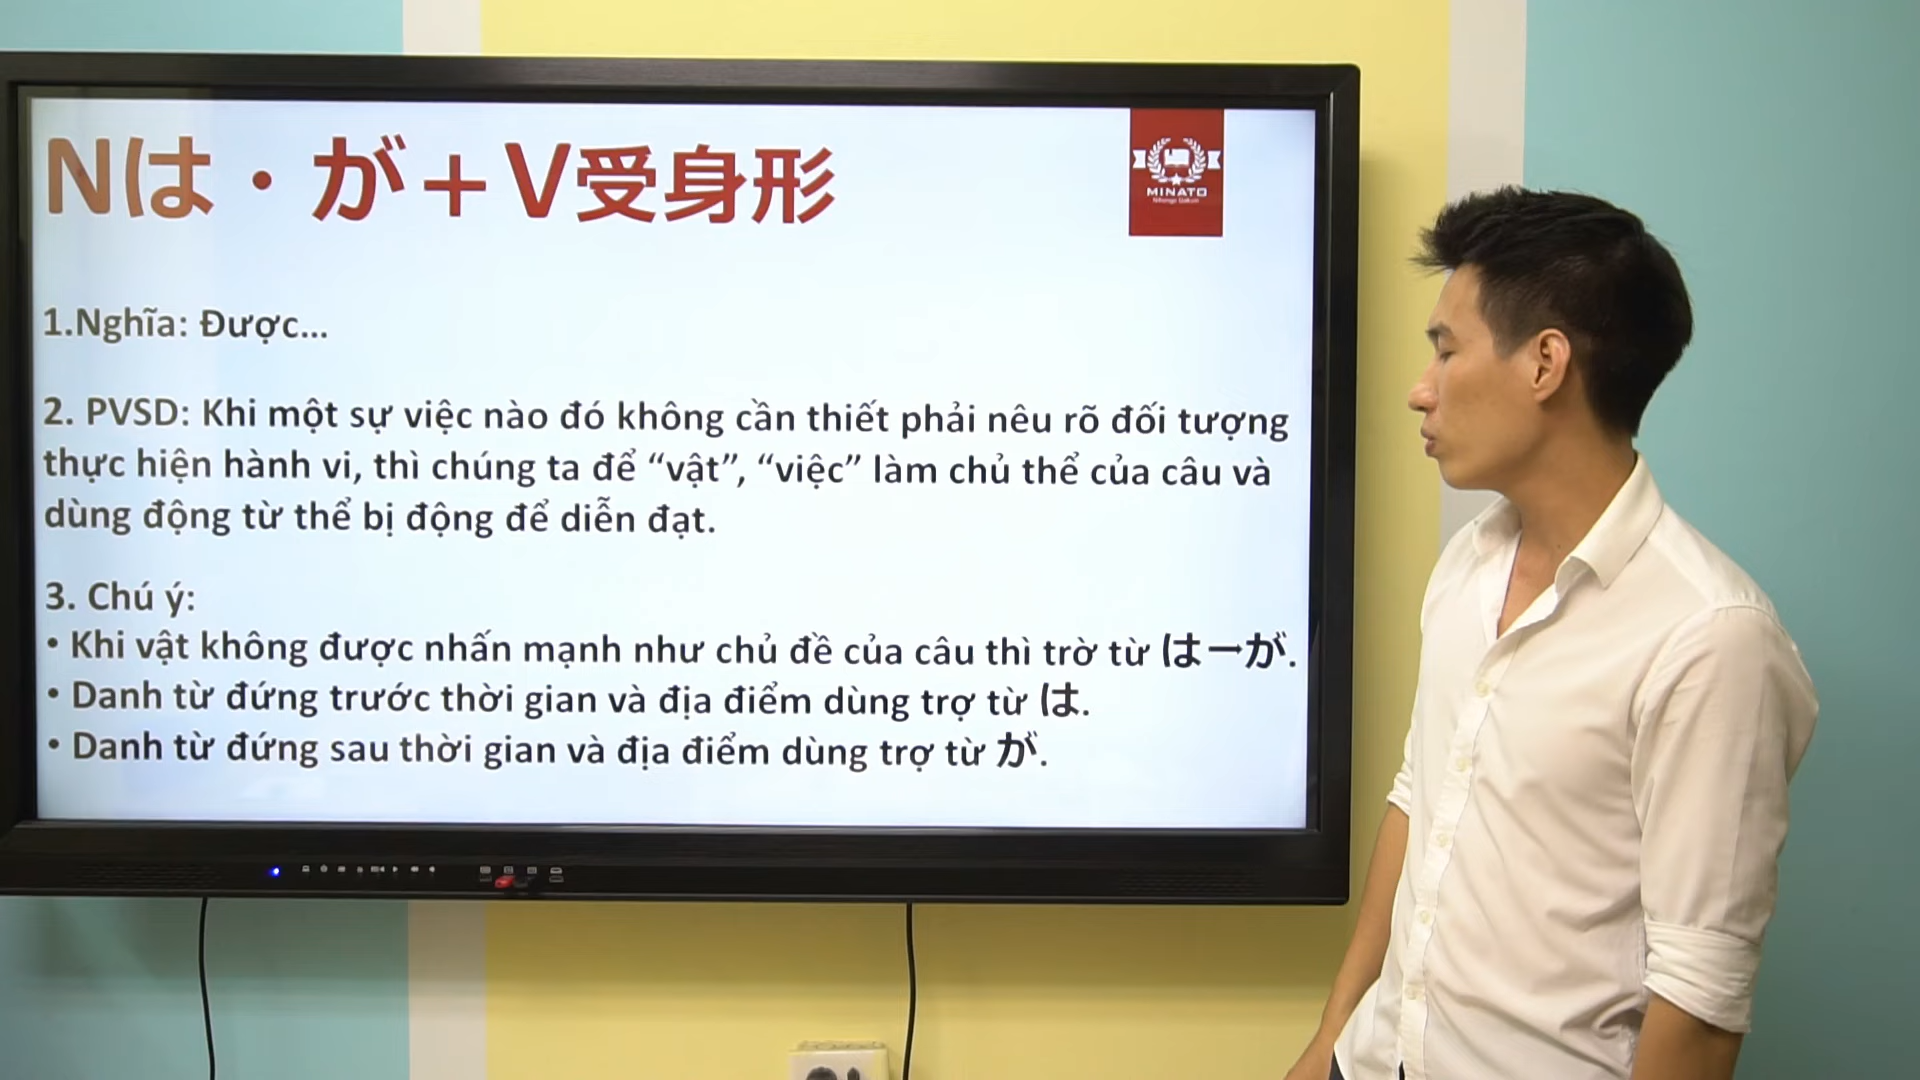 Nは・が＋V受身形
MINATO
Nihongo Gakuin
1.Nghĩa: Được...
2. PVSD: Khi một sự việc nào đó không cần thiết phải nêu rõ đối tượng
thực hiện hành vi, thì chúng ta để “vật”, “việc” làm chủ thể của câu và
dùng động từ thể bị động để diễn đạt.
3. Chú ý:
• Khi vật không được nhấn mạnh như chủ đề của câu thì trờ từ は→が.
• Danh từ đứng trước thời gian và địa điểm dùng trợ từ は.
• Danh từ đứng sau thời gian và địa điểm dùng trợ từ が.